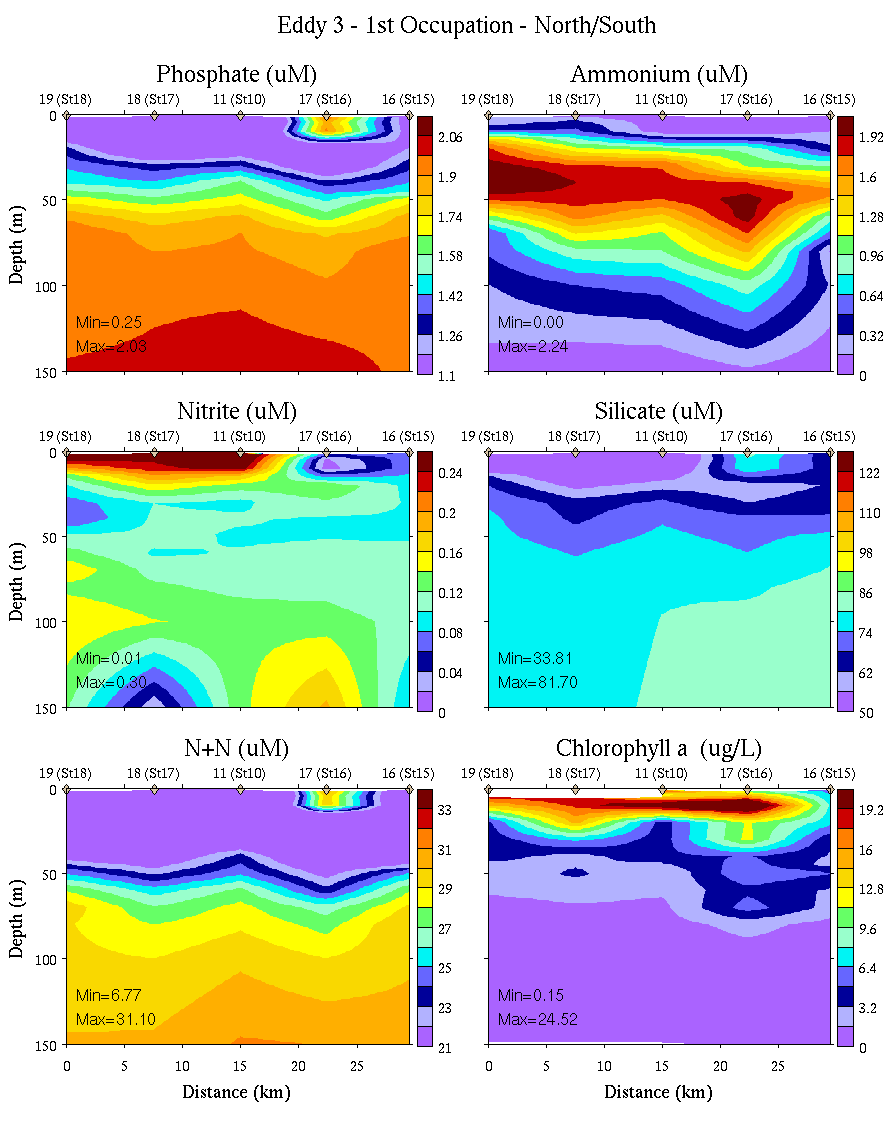 Eddy 3 - 1st Occupation - North/South
Phosphate (uM)
19 (St18) 18 (St17) 11 (St10) 17 (St16) 16 (St15)
0
50
100
150
Depth (m)
Min=0.25
Max=2.03
2.06
1.9
1.74
1.58
1.42
1.26
1.1
Ammonium (uM)
19 (St18) 18 (St17) 11 (St10) 17 (St16) 16 (St15)
Min=0.00
Max=2.24
1.92
1.6
1.28
0.96
0.64
0.32
0
Nitrite (uM)
19 (St18) 18 (St17) 11 (St10) 17 (St16) 16 (St15)
0
50
100
150
Depth (m)
Min=0.01
Max=0.30
0.24
0.2
0.16
0.12
0.08
0.04
0
Silicate (uM)
19 (St18) 18 (St17) 11 (St10) 17 (St16) 16 (St15)
Min=33.81
Max=81.70
122
110
98
86
74
62
50
N+N (uM)
19 (St18) 18 (St17) 11 (St10) 17 (St16) 16 (St15)
0
50
100
150
Depth (m)
Min=6.77
Max=31.10
33
31
29
27
25
23
21
0 5 10 15 20 25
Distance (km)
Chlorophyll a (ug/L)
19 (St18) 18 (St17) 11 (St10) 17 (St16) 16 (St15)
Min=0.15
Max=24.52
19.2
16
12.8
9.6
6.4
3.2
0
0 5 10 15 20 25
Distance (km)